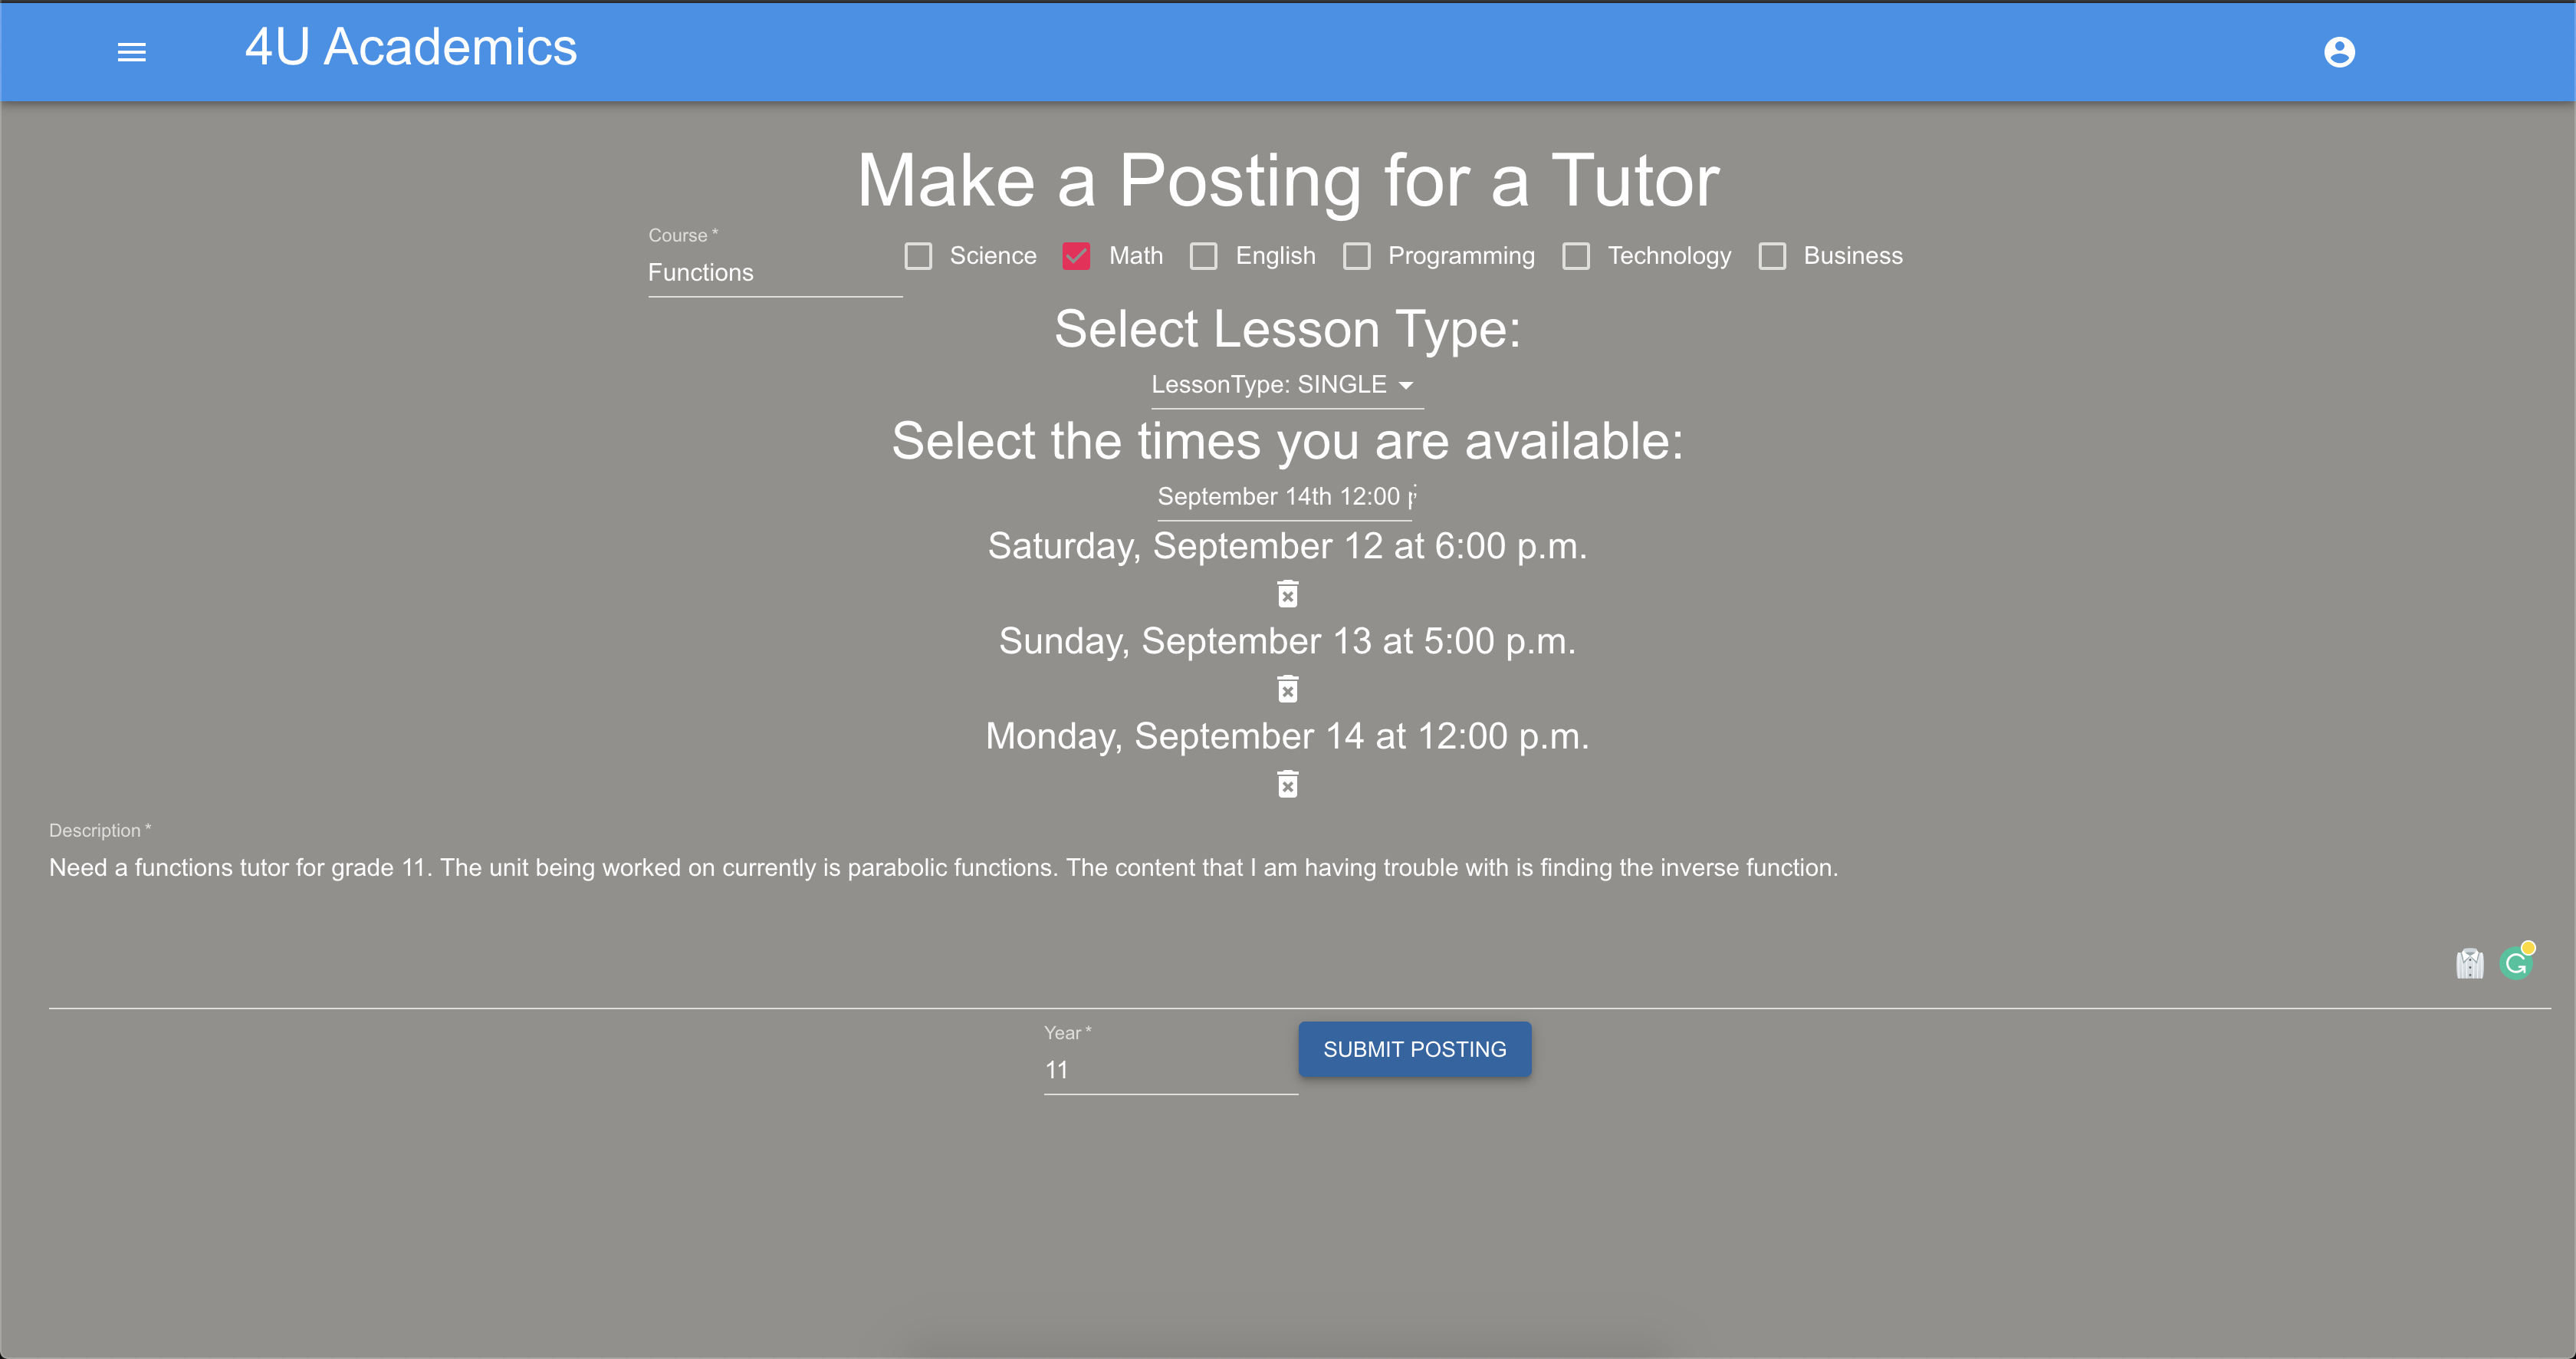 4U Academics
Make a Posting for a Tutor
Course *
Functions
Science Math English Programming Technology Business
Select Lesson Type:
LessonType: SINGLE
Select the times you are available:
September 14th 12:00
Saturday, September 12 at 6:00 p.m.
Sunday, September 13 at 5:00 p.m.
Monday, September 14 at 12:00 p.m.
Description *
Need a functions tutor for grade 11. The unit being worked on currently is parabolic functions. The content that I am having trouble with is finding the inverse function.
Year *
11
SUBMIT POSTING